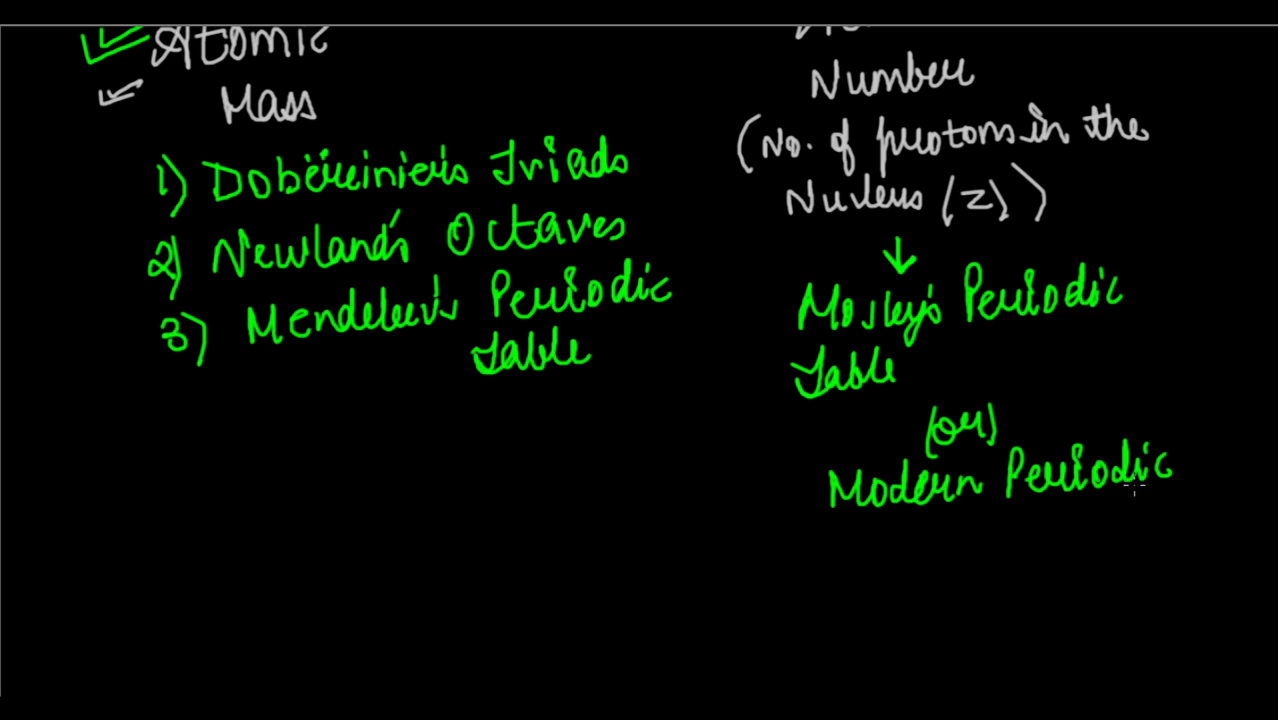 Atomic
Mass
1) Dobëreinier's Triads
2) Newland's Octaves
3) Mendeleev's Periodic
Table
Number
(No. of protons in the
Nucleus (Z))
↓
Mosley's Periodic
Table
(or)
Modern Periodic